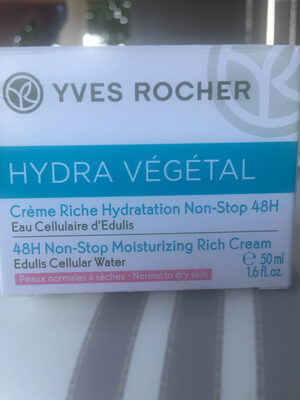 YVES ROCHER
HYDRA VÉGÉTAL
Crème Riche Hydratation Non-Stop 48H
Eau Cellulaire d'Edulis
48H Non-Stop Moisturizing Rich Cream
Edulis Cellular Water
℮ 50 ml
1.6 fl. oz.
Peaux normales à sèches • Normal to dry skin